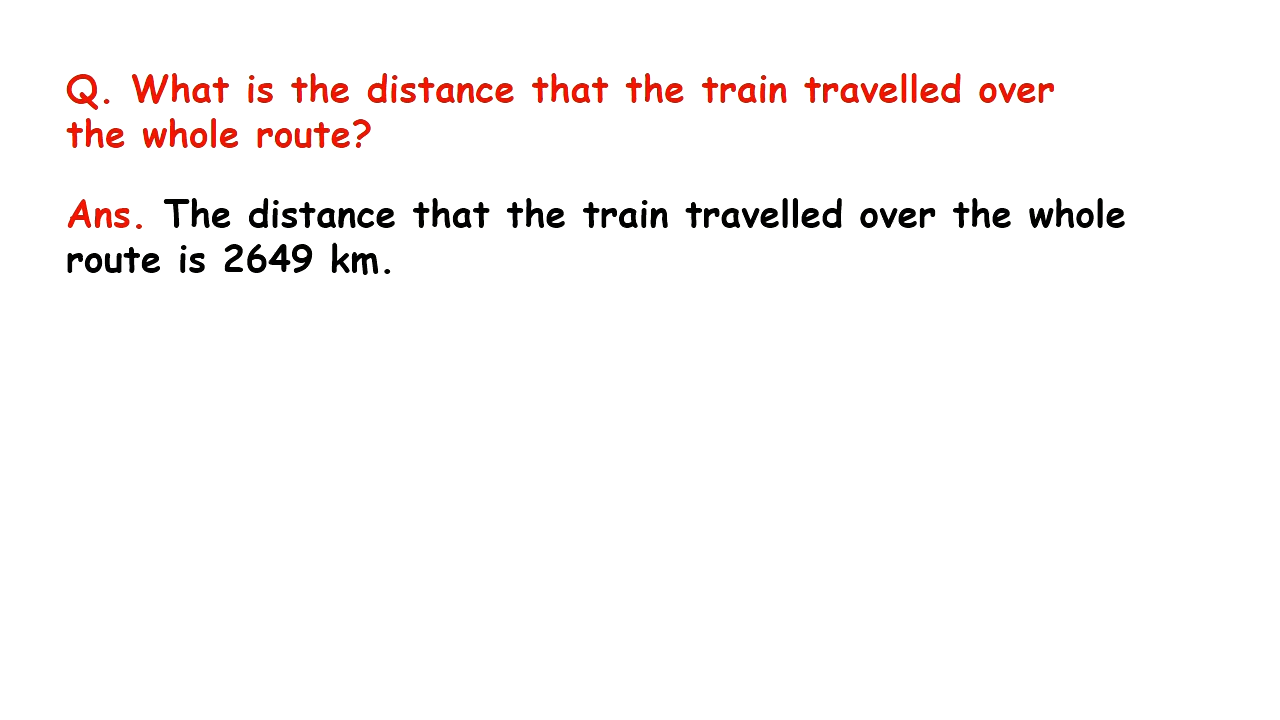 Q. What is the distance that the train travelled over
the whole route?
Ans. The distance that the train travelled over the whole
route is 2649 km.